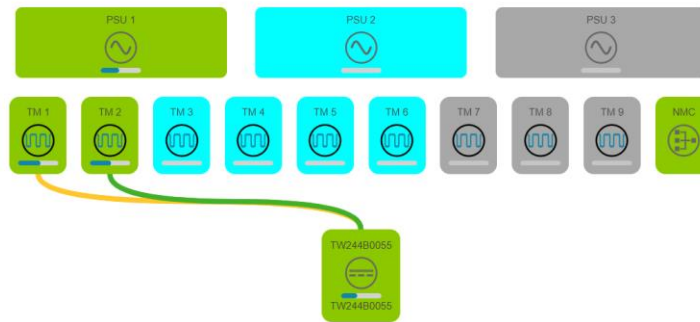 PSU 1
PSU 2
PSU 3
TM 1
TM 2
TM 3
TM 4
TM 5
TM 6
TM 7
TM 8
TM 9
NMC
TW244B0055
TW244B0055